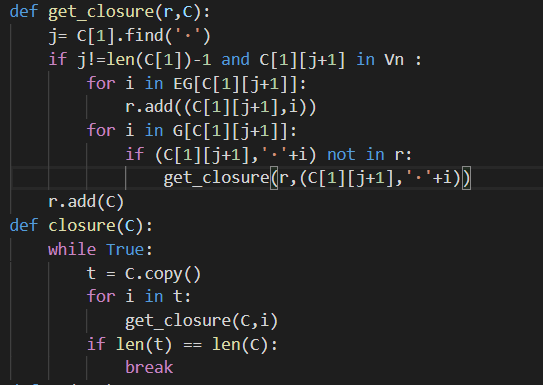 def get_closure(r,C):
    j= C[1].find('·')
    if j!=len(C[1])-1 and C[1][j+1] in Vn :
        for i in EG[C[1][j+1]]:
            r.add((C[1][j+1],i))
        for i in G[C[1][j+1]]:
            if (C[1][j+1],'·'+i) not in r:
                get_closure(r,(C[1][j+1],'·'+i))
    r.add(C)
def closure(C):
    while True:
        t = C.copy()
        for i in t:
            get_closure(C,i)
        if len(t) == len(C):
            break